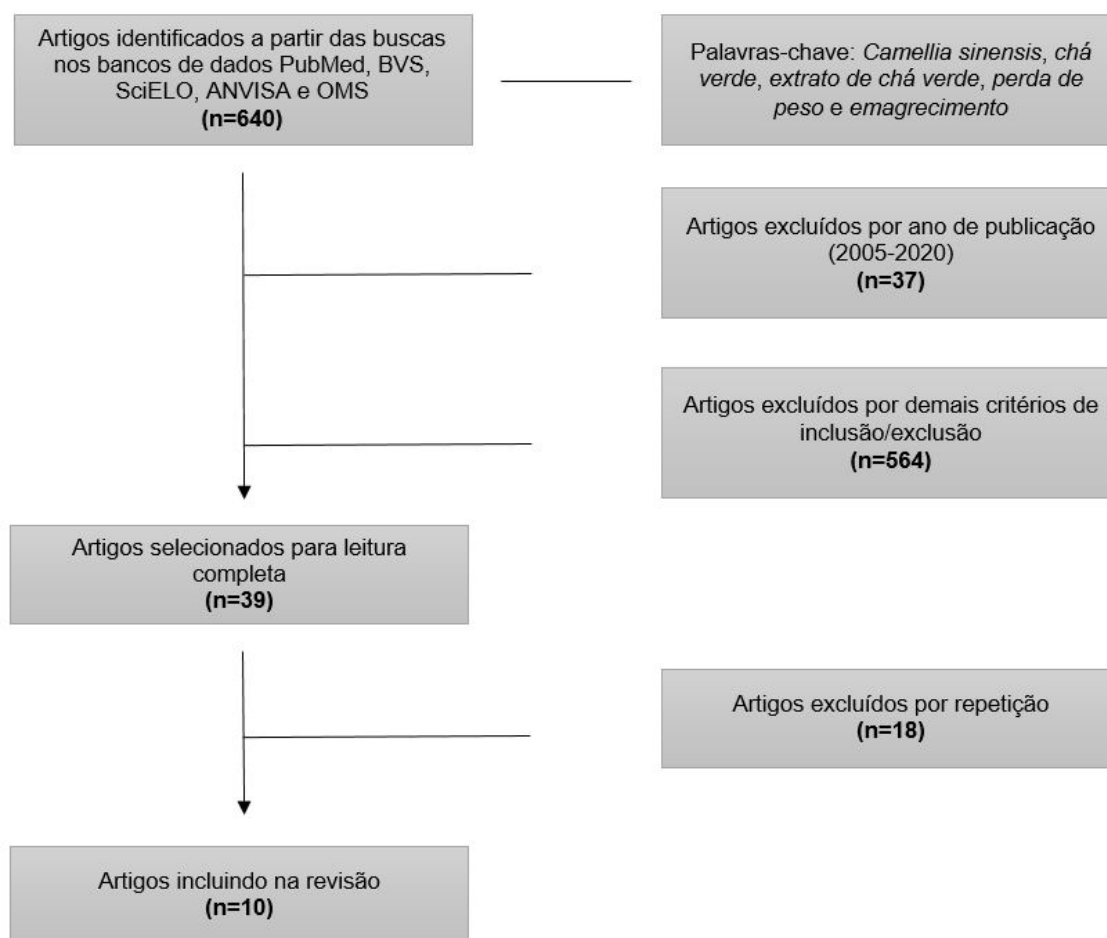 Artigos identificados a partir das buscas
nos bancos de dados PubMed, BVS,
SciELO, ANVISA e OMS
(n=640)
Palavras-chave: Camellia sinensis, chá
verde, extrato de chá verde, perda de
peso e emagrecimento
Artigos excluídos por ano de publicação
(2005-2020)
(n=37)
Artigos excluídos por demais critérios de
inclusão/exclusão
(n=564)
Artigos selecionados para leitura
completa
(n=39)
Artigos excluídos por repetição
(n=18)
Artigos incluindo na revisão
(n=10)